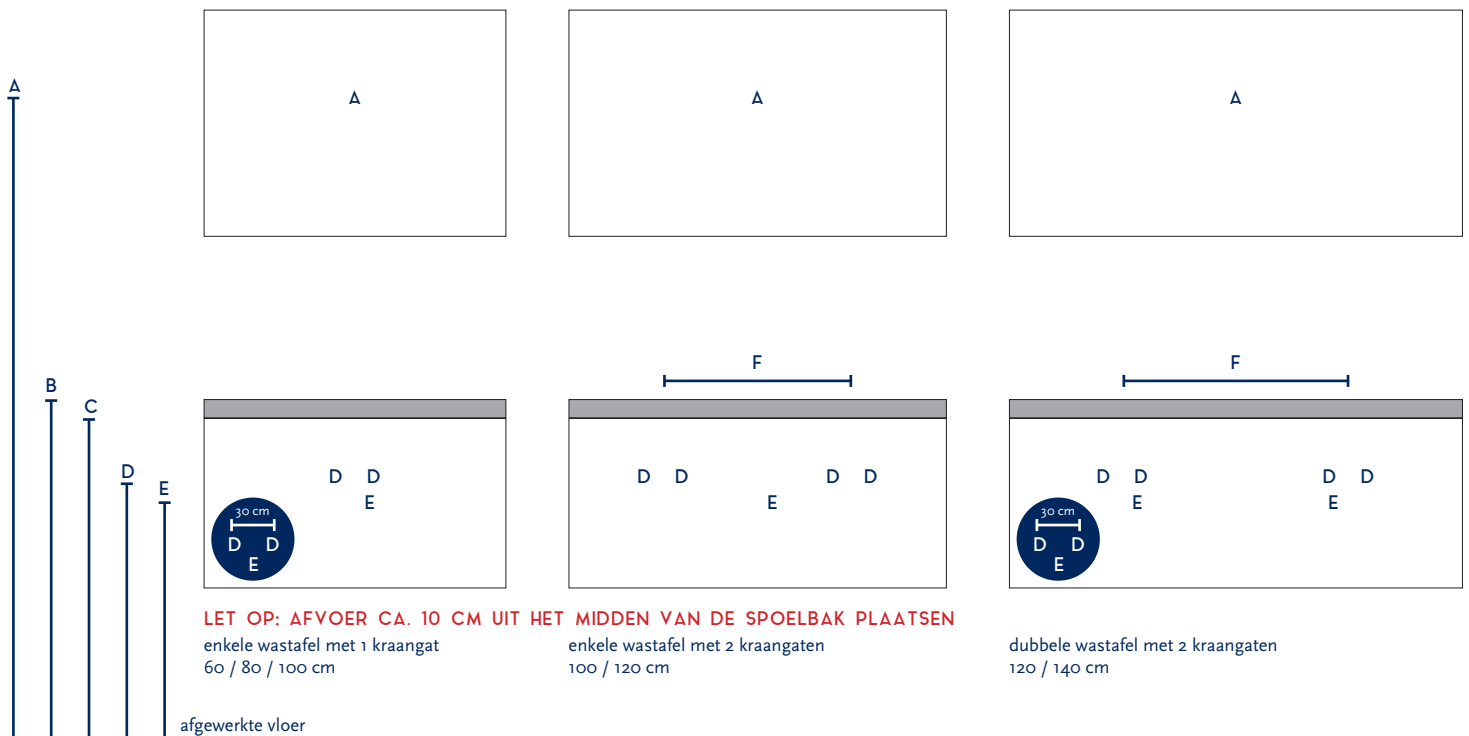 A
A
A
A
B
C
D
E
F
F
D D
E
D D
D D
E
D D
E
D D
E
30 cm
D D
E
30 cm
D D
E
LET OP: AFVOER CA. 10 CM UIT HET MIDDEN VAN DE SPOELBAK PLAATSEN
enkele wastafel met 1 kraangat
60 / 80 / 100 cm
enkele wastafel met 2 kraangaten
100 / 120 cm
dubbele wastafel met 2 kraangaten
120 / 140 cm
afgewerkte vloer